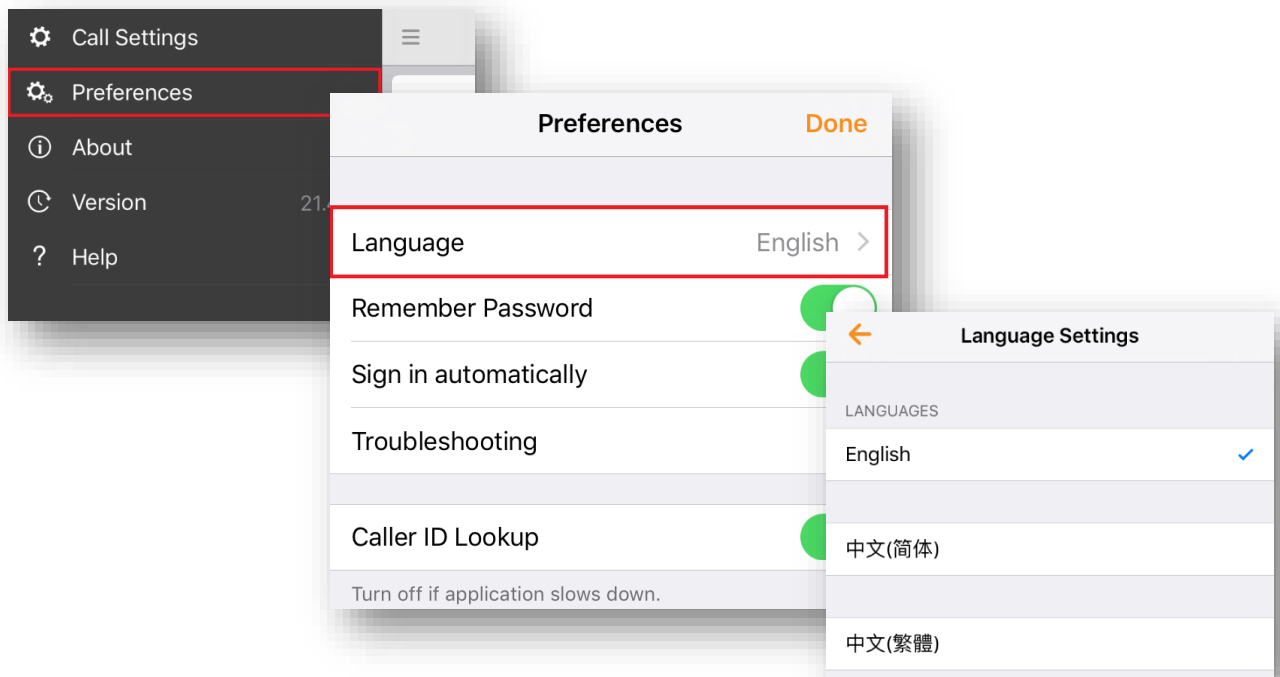 Call Settings
Preferences
About
Version 21.
Help
Preferences Done
Language English
Remember Password
Sign in automatically
Troubleshooting
Caller ID Lookup
Turn off if application slows down.
Language Settings
LANGUAGES
English
中文(简体)
中文(繁體)